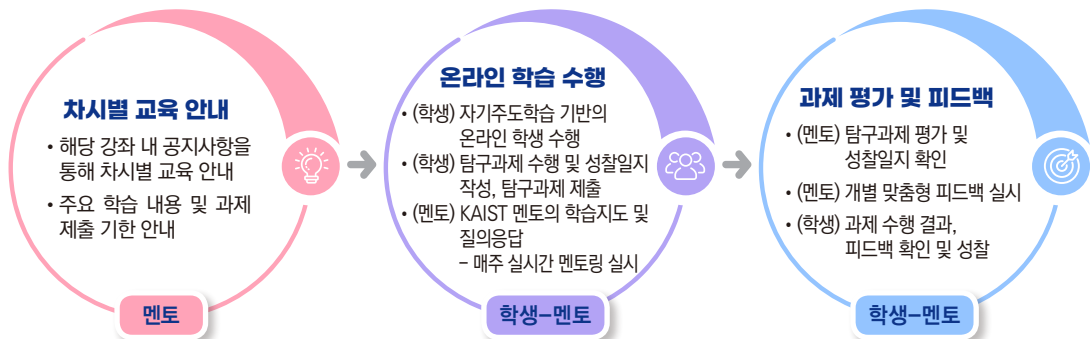 차시별 교육 안내
• 해당 강좌 내 공지사항을
통해 차시별 교육 안내
• 주요 학습 내용 및 과제
제출 기한 안내
멘토
온라인 학습 수행
• (학생) 자기주도학습 기반의
온라인 학생 수행
• (학생) 탐구과제 수행 및 성찰일지
작성, 탐구과제 제출
• (멘토) KAIST 멘토의 학습지도 및
질의응답
– 매주 실시간 멘토링 실시
학생–멘토
과제 평가 및 피드백
• (멘토) 탐구과제 평가 및
성찰일지 확인
• (멘토) 개별 맞춤형 피드백 실시
• (학생) 과제 수행 결과,
피드백 확인 및 성찰
학생–멘토